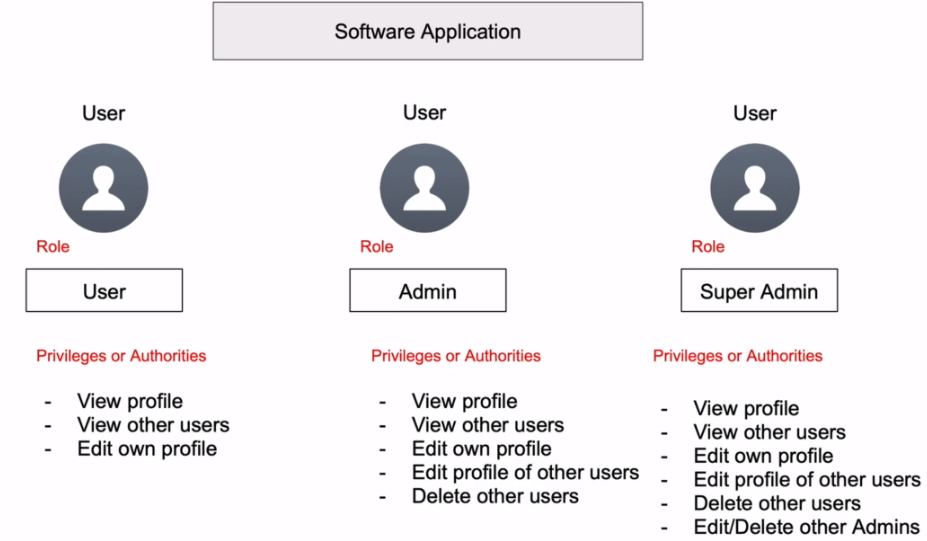 Software Application
User
Role
User
Privileges or Authorities
- View profile
- View other users
- Edit own profile
User
Role
Admin
Privileges or Authorities
- View profile
- View other users
- Edit own profile
- Edit profile of other users
- Delete other users
User
Role
Super Admin
Privileges or Authorities
- View profile
- View other users
- Edit own profile
- Edit profile of other users
- Delete other users
- Edit/Delete other Admins